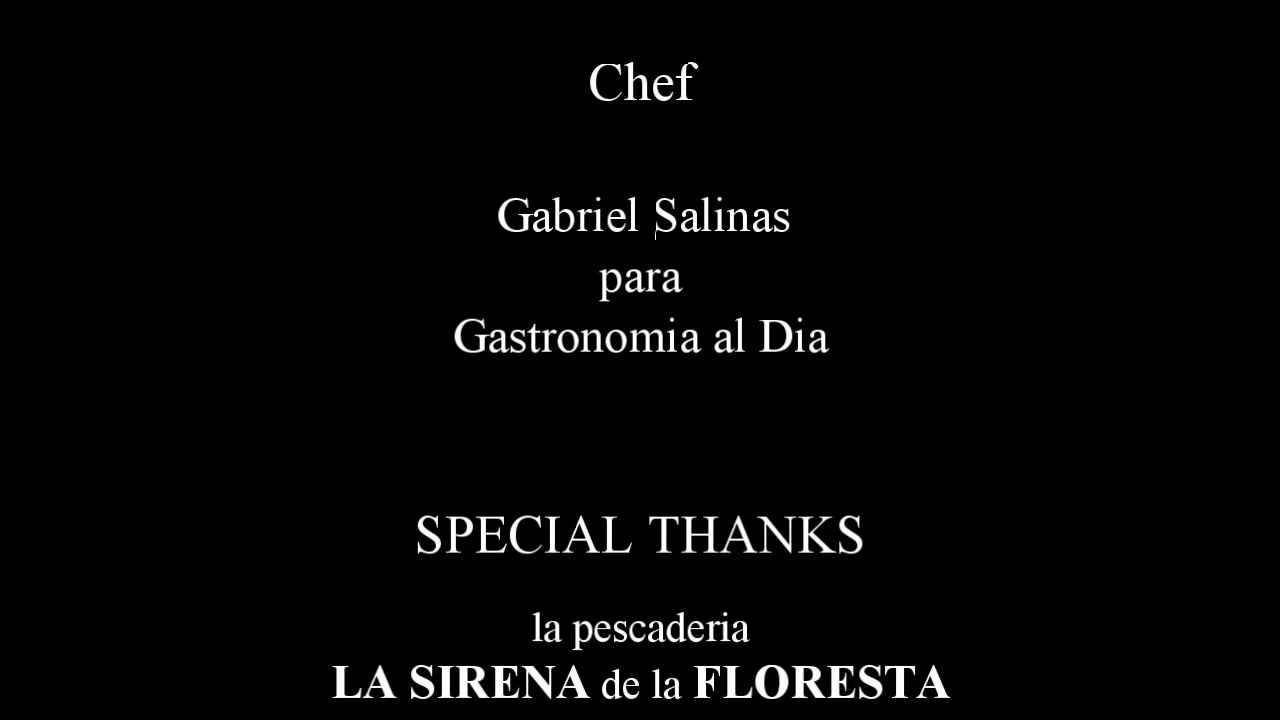 Chef
Gabriel Salinas
para
Gastronomia al Dia
SPECIAL THANKS
la pescaderia
LA SIRENA de la FLORESTA